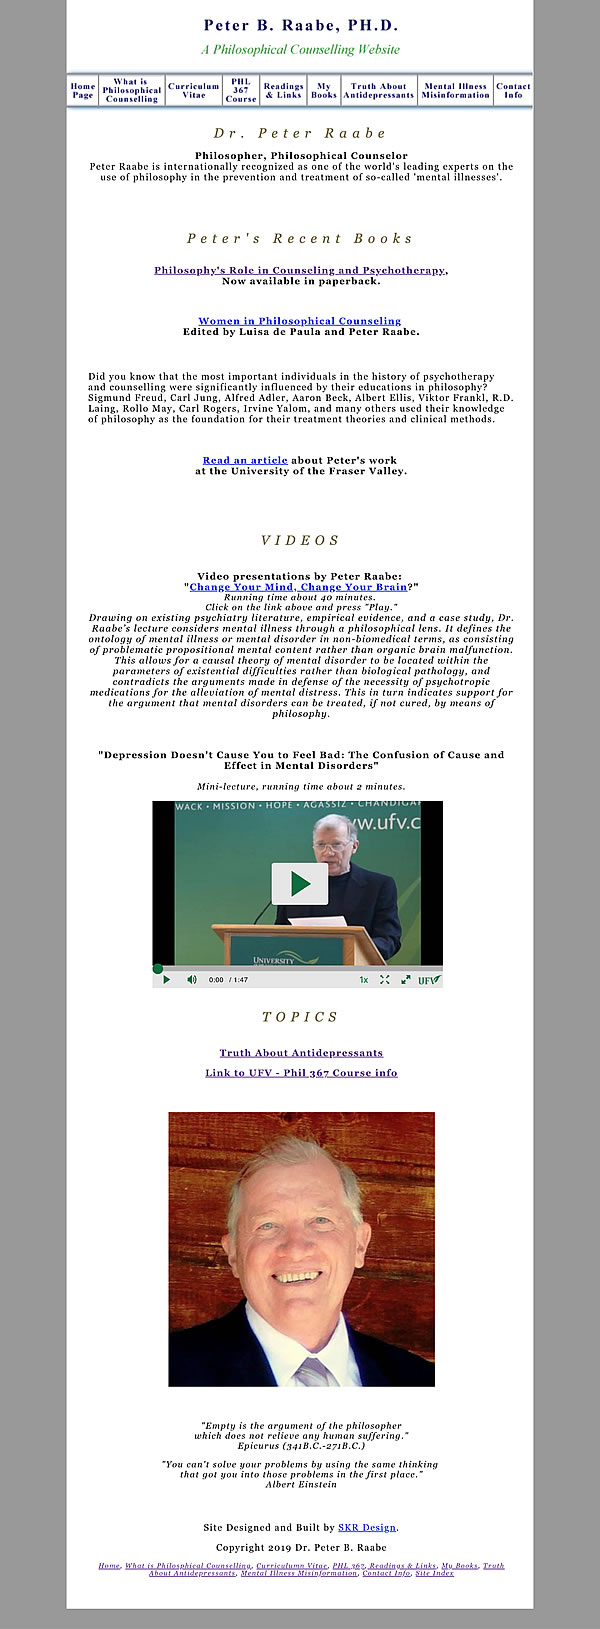 Peter B. Raabe, PH.D.
A Philosophical Counselling Website
Home Page
What is Philosophical Counselling
Curriculum Vitae
PHL 367 Course
Readings & Links
My Books
Truth About Antidepressants
Mental Illness Misinformation
Contact Info
Dr. Peter Raabe
Philosopher, Philosophical Counselor
Peter Raabe is internationally recognized as one of the world's leading experts on the
use of philosophy in the prevention and treatment of so-called 'mental illnesses'.
Peter's Recent Books
Philosophy's Role in Counseling and Psychotherapy,
Now available in paperback.
Women in Philosophical Counseling
Edited by Luisa de Paula and Peter Raabe.
Did you know that the most important individuals in the history of psychotherapy
and counselling were significantly influenced by their educations in philosophy?
Sigmund Freud, Carl Jung, Alfred Adler, Aaron Beck, Albert Ellis, Viktor Frankl, R.D.
Laing, Rollo May, Carl Rogers, Irvine Yalom, and many others used their knowledge
of philosophy as the foundation for their treatment theories and clinical methods.
Read an article about Peter's work
at the University of the Fraser Valley.
VIDEOS
Video presentations by Peter Raabe:
"Change Your Mind, Change Your Brain?"
Running time about 40 minutes.
Click on the link above and press "Play."
Drawing on existing psychiatry literature, empirical evidence, and a case study, Dr.
Raabe's lecture considers mental illness through a philosophical lens. It defines the
ontology of mental illness or mental disorder in non-biomedical terms, as consisting
of problematic propositional mental content rather than organic brain malfunction.
This allows for a causal theory of mental disorder to be located within the
parameters of existential difficulties rather than biological pathology, and
contradicts the arguments made in defense of the necessity of psychotropic
medications for the alleviation of mental distress. This in turn indicates support for
the argument that mental disorders can be treated, if not cured, by means of
philosophy.
"Depression Doesn't Cause You to Feel Bad: The Confusion of Cause and
Effect in Mental Disorders"
Mini-lecture, running time about 2 minutes.
WACK • MISSION • HOPE • AGASSIZ • CHANDIGAR
w.ufv.c
UNIVERSITY
0:00 / 1:47
1x
UFV
TOPICS
Truth About Antidepressants
Link to UFV - Phil 367 Course info
"Empty is the argument of the philosopher
which does not relieve any human suffering."
Epicurus (341B.C.-271B.C.)
"You can't solve your problems by using the same thinking
that got you into those problems in the first place."
Albert Einstein
Site Designed and Built by SKR Design.
Copyright 2019 Dr. Peter B. Raabe
Home, What is Philosphical Counselling, Curriculumn Vitae, PHL 367, Readings & Links, My Books, Truth
About Antidepressants, Mental Illness Misinformation, Contact Info, Site Index